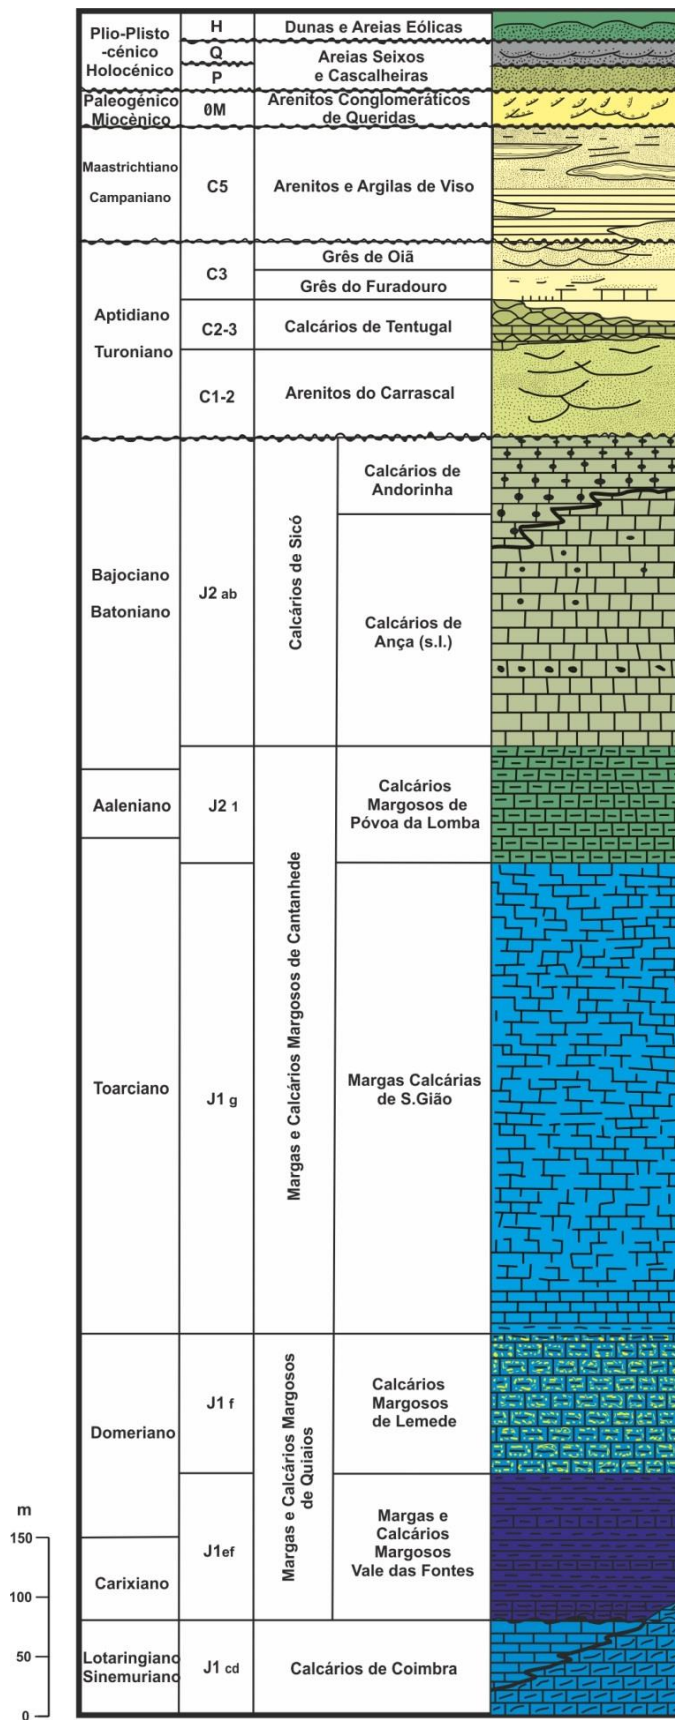 Plio-Plisto
-cénico
Holocénico
H
Dunas e Areias Eólicas
Q
P
Areias Seixos
e Cascalheiras
Paleogénico
Miocènico
0M
Arenitos Conglomeráticos
de Queridas
Maastrichtiano
Campaniano
C5
Arenitos e Argilas de Viso
Aptidiano
Turoniano
C3
Grês de Oiã
Grês do Furadouro
C2-3
Calcários de Tentugal
C1-2
Arenitos do Carrascal
Bajociano
Batoniano
J2 ab
Calcários de Sicó
Calcários de
Andorinha
Calcários de
Ança (s.l.)
Aaleniano
J2 1
Margas e Calcários Margosos de Cantanhede
Calcários
Margosos de
Póvoa da Lomba
Toarciano
J1 g
Margas Calcárias
de S.Gião
Domeriano
J1 f
Margas e Calcários Margosos
de Quiaios
Calcários
Margosos
de Lemede
Carixiano
J1ef
Margas e
Calcários
Margosos
Vale das Fontes
Lotaringiano
Sinemuriano
J1 cd
Calcários de Coimbra
m
150
100
50
0